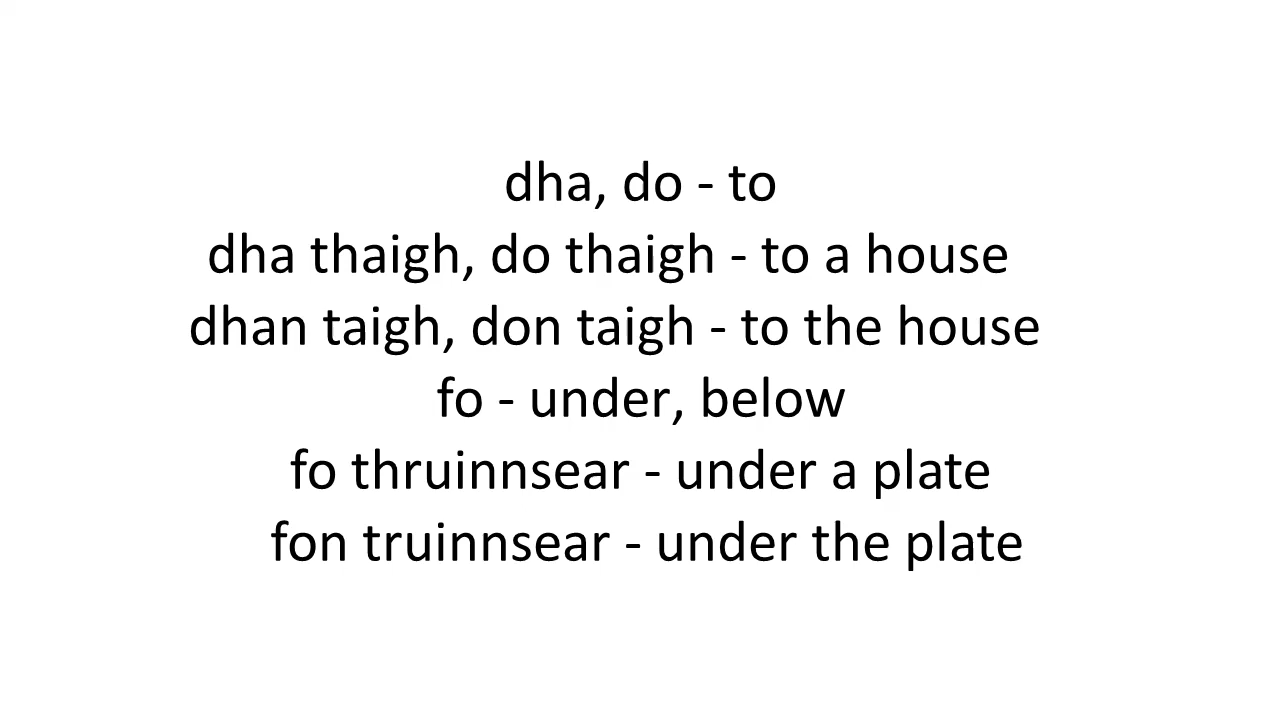 dha, do - to
dha thaigh, do thaigh - to a house
dhan taigh, don taigh - to the house
fo - under, below
fo thruinnsear - under a plate
fon truinnsear - under the plate